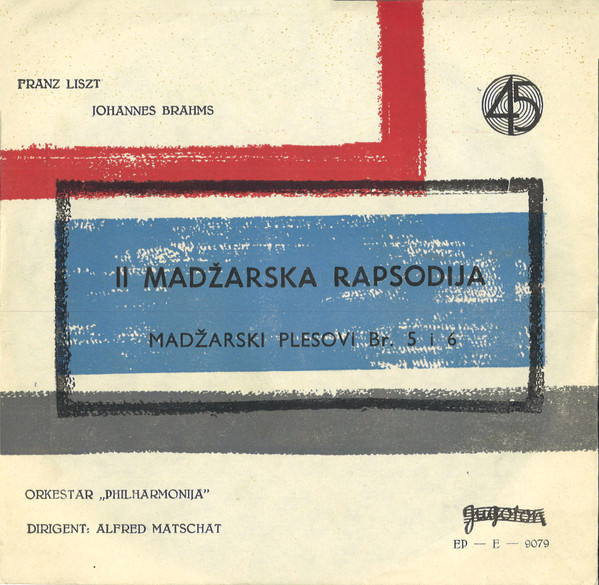 FRANZ LISZT
JOHANNES BRAHMS
45
II MADŽARSKA RAPSODIJA
MADŽARSKI PLESOVI Br. 5 i 6
ORKESTAR „PHILHARMONIJA"
DIRIGENT: ALFRED MATSCHAT
jugoton
EP — E — 9079